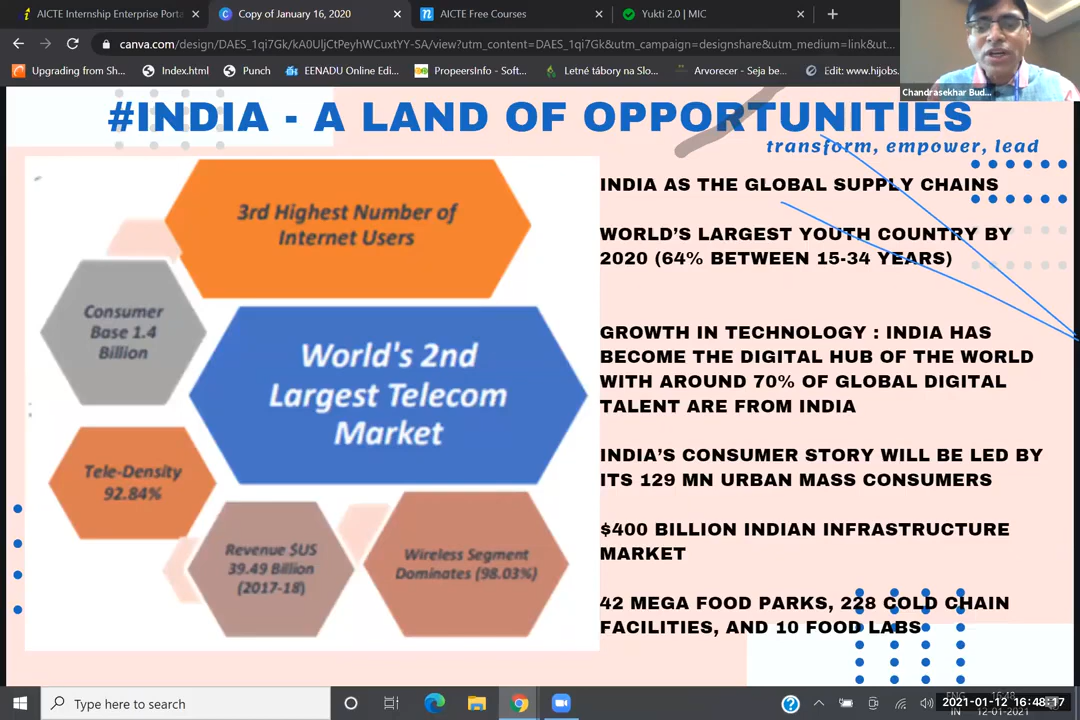 AICTE Internship Enterprise Porta
Copy of January 16, 2020
AICTE Free Courses
Yukti 2.0 | MIC
canva.com/design/DAES_1qi7Gk/kA0UljCtPeyhWCuxtYY-SA/view?utm_content=DAES_1qi7Gk&utm_campaign=designshare&utm_medium=link&ut...
Upgrading from Sh...
Index.html
Punch
EENADU Online Edi...
PropeersInfo - Soft...
Letné tábory na Slo...
Arvorecer - Seja be...
Edit: www.hijobs.
Chandrasekhar Bud...
#INDIA - A LAND OF OPPORTUNITIES
transform, empower, lead
3rd Highest Number of
Internet Users
Consumer
Base 1.4
Billion
World's 2nd
Largest Telecom
Market
Tele-Density
92.84%
Revenue $US
39.49 Billion
(2017-18)
Wireless Segment
Dominates (98.03%)
INDIA AS THE GLOBAL SUPPLY CHAINS
WORLD'S LARGEST YOUTH COUNTRY BY
2020 (64% BETWEEN 15-34 YEARS)
GROWTH IN TECHNOLOGY : INDIA HAS
BECOME THE DIGITAL HUB OF THE WORLD
WITH AROUND 70% OF GLOBAL DIGITAL
TALENT ARE FROM INDIA
INDIA'S CONSUMER STORY WILL BE LED BY
ITS 129 MN URBAN MASS CONSUMERS
$400 BILLION INDIAN INFRASTRUCTURE
MARKET
42 MEGA FOOD PARKS, 228 COLD CHAIN
FACILITIES, AND 10 FOOD LABS
Type here to search
ENG
IN
16:48
12-01-2021
2021-01-12 16:48:17